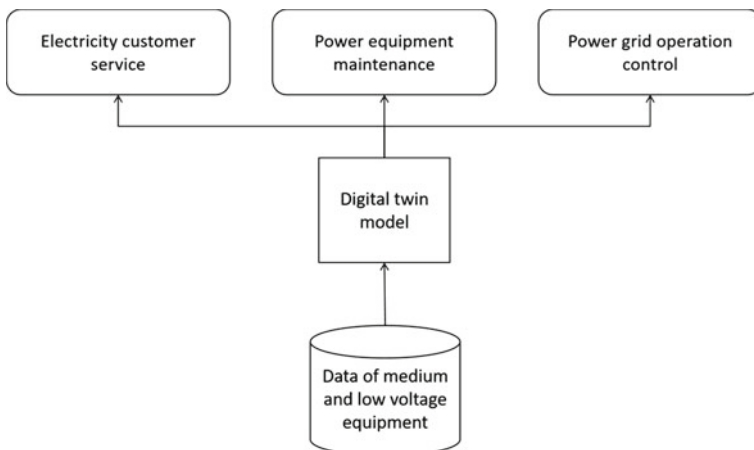 Electricity customer
service
Power equipment
maintenance
Power grid operation
control
Digital twin
model
Data of medium
and low voltage
equipment